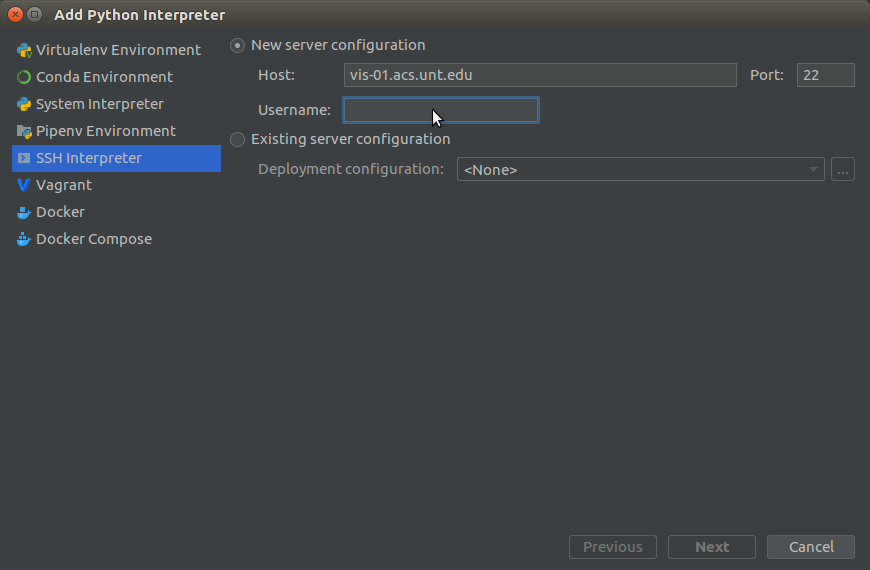 Add Python Interpreter
Virtualenv Environment
Conda Environment
System Interpreter
Pipenv Environment
SSH Interpreter
Vagrant
Docker
Docker Compose
New server configuration
Host: vis-01.acs.unt.edu Port: 22
Username:
Existing server configuration
Deployment configuration: <None> ...
Previous Next Cancel